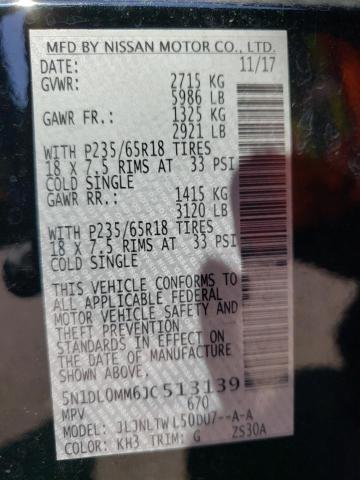 MFD BY NISSAN MOTOR CO., LTD.
DATE: 11/17
GVWR: 2715 KG
5986 LB
GAWR FR.: 1325 KG
2921 LB
WITH P235/65R18 TIRES
18 X 7.5 RIMS AT 33 PSI
COLD SINGLE
GAWR RR.: 1415 KG
3120 LB
WITH P235/65R18 TIRES
18 X 7.5 RIMS AT 33 PSI
COLD SINGLE
THIS VEHICLE CONFORMS TO
ALL APPLICABLE FEDERAL
MOTOR VEHICLE SAFETY AND
THEFT PREVENTION
STANDARDS IN EFFECT ON
THE DATE OF MANUFACTURE
SHOWN ABOVE.
5N1DL0MM6JC513139
MPV 670
MODEL: JLJNLTWL50DU7--A-A
COLOR: KH3 TRIM: G ZS30A